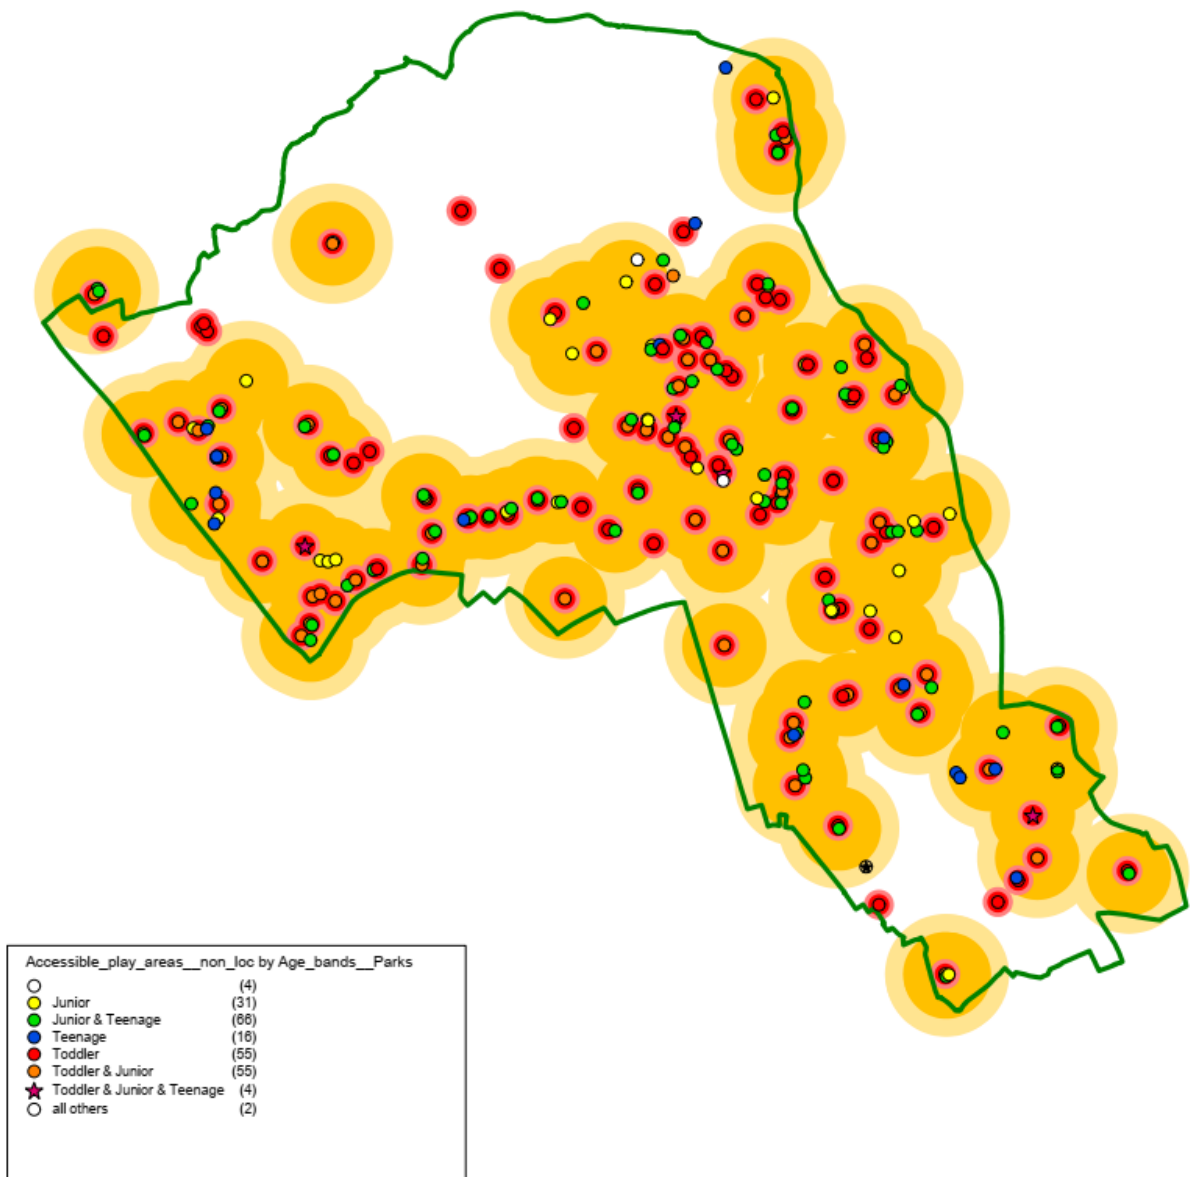 Accessible_play_areas__non_loc by Age_bands__Parks
(4)
Junior (31)
Junior & Teenage (66)
Teenage (16)
Toddler (55)
Toddler & Junior (55)
Toddler & Junior & Teenage (4)
all others (2)